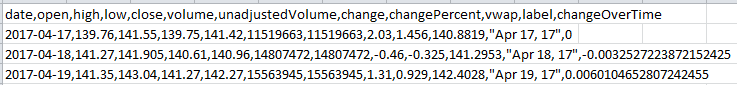 date,open,high,low,close,volume,unadjustedVolume,change,changePercent,vwap,label,changeOverTime
2017-04-17,139.76,141.55,139.75,141.42,11519663,11519663,2.03,1.456,140.8819,"Apr 17, 17",0
2017-04-18,141.27,141.905,140.61,140.96,14807472,14807472,-0.46,-0.325,141.2953,"Apr 18, 17",-0.0032527223872152425
2017-04-19,141.35,143.04,141.27,142.27,15563945,15563945,1.31,0.929,142.4028,"Apr 19, 17",0.0060104652807242455